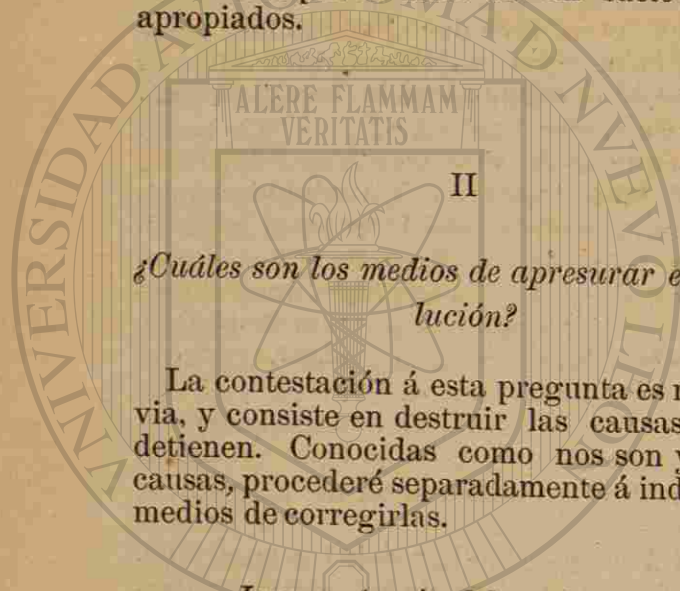 apropiados.
ALERE FLAMMAM
VERITATIS
II
¿Cuáles son los medios de apresurar
lución?
La contestación á esta pregunta es
via, y consiste en destruir las causas
detienen. Conocidas como nos son
causas, procederé separadamente á ind
medios de corregirlas.